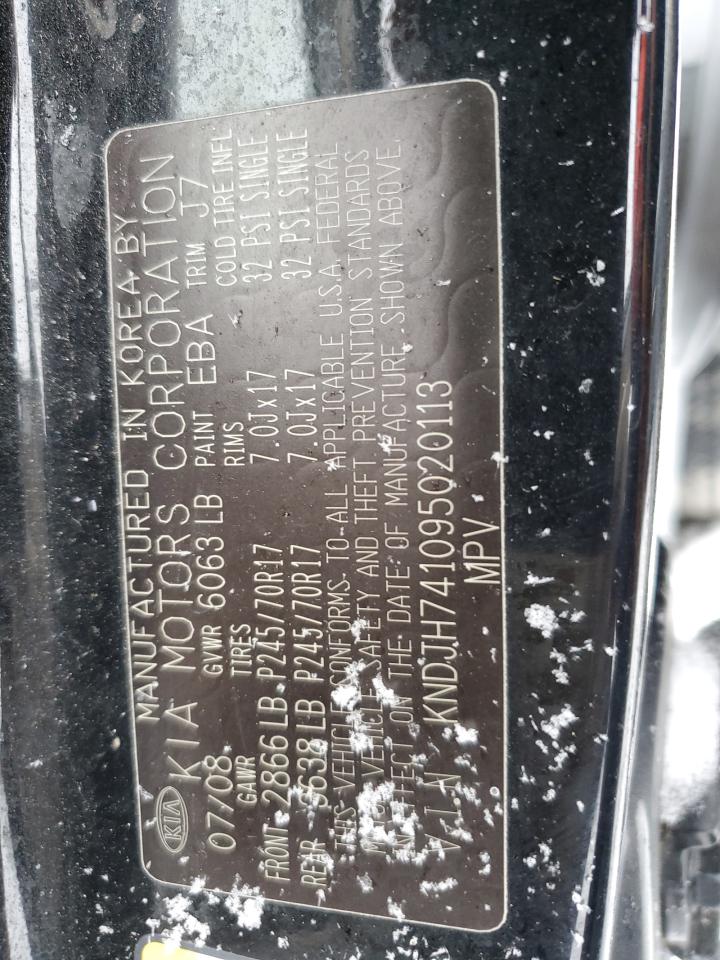 MANUFACTURED IN KOREA BY
KIA KIA MOTORS CORPORATION
07/08 GVWR 6063 LB PAINT EBA TRIM J7
GAWR TIRES RIMS COLD TIRE INFL
FRONT 2866 LB P245/70R17 7.0Jx17 32 PSI SINGLE
REAR 3638 LB P245/70R17 7.0Jx17 32 PSI SINGLE
THIS VEHICLE CONFORMS TO ALL APPLICABLE U.S.A. FEDERAL
VEHICLE SAFETY AND THEFT PREVENTION STANDARDS
IN EFFECT ON THE DATE OF MANUFACTURE SHOWN ABOVE.
V.I.N KNDJH741095020113
MPV